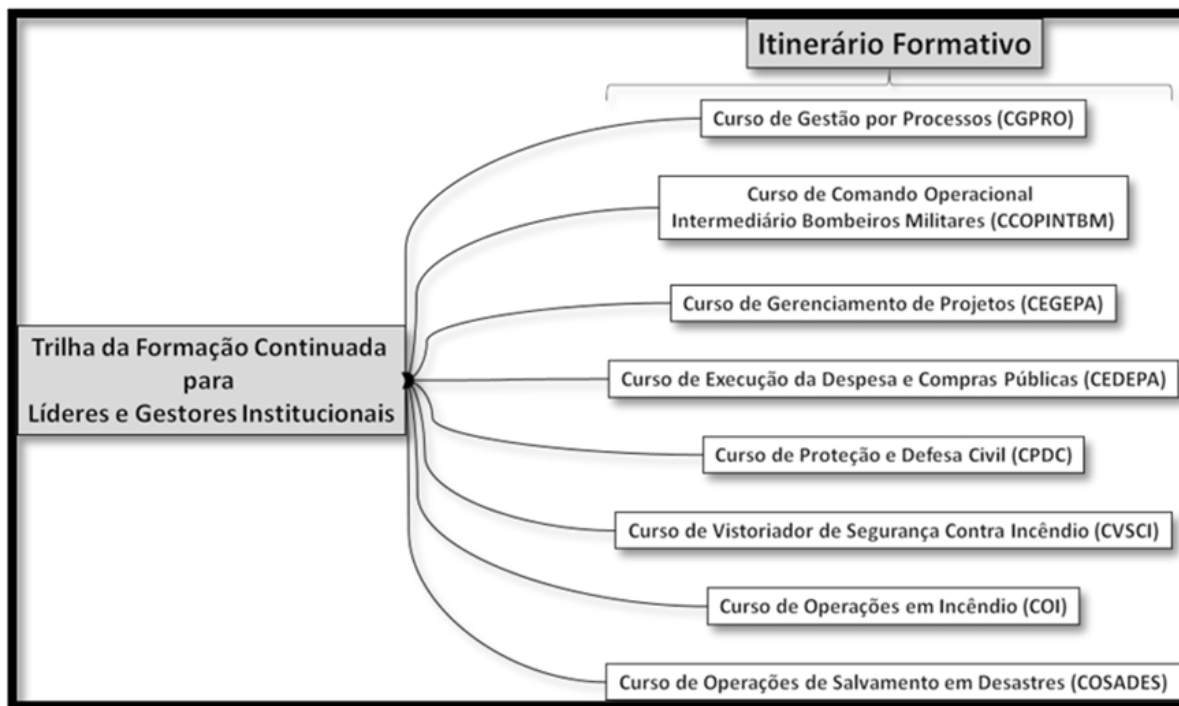 Itinerário Formativo
Curso de Gestão por Processos (CGPRO)
Curso de Comando Operacional
Intermediário Bombeiros Militares (CCOPINTBM)
Curso de Gerenciamento de Projetos (CEGEPA)
Trilha da Formação Continuada
para
Líderes e Gestores Institucionais
Curso de Execução da Despesa e Compras Públicas (CEDEPA)
Curso de Proteção e Defesa Civil (CPDC)
Curso de Vistoriador de Segurança Contra Incêndio (CVSCI)
Curso de Operações em Incêndio (COI)
Curso de Operações de Salvamento em Desastres (COSADES)